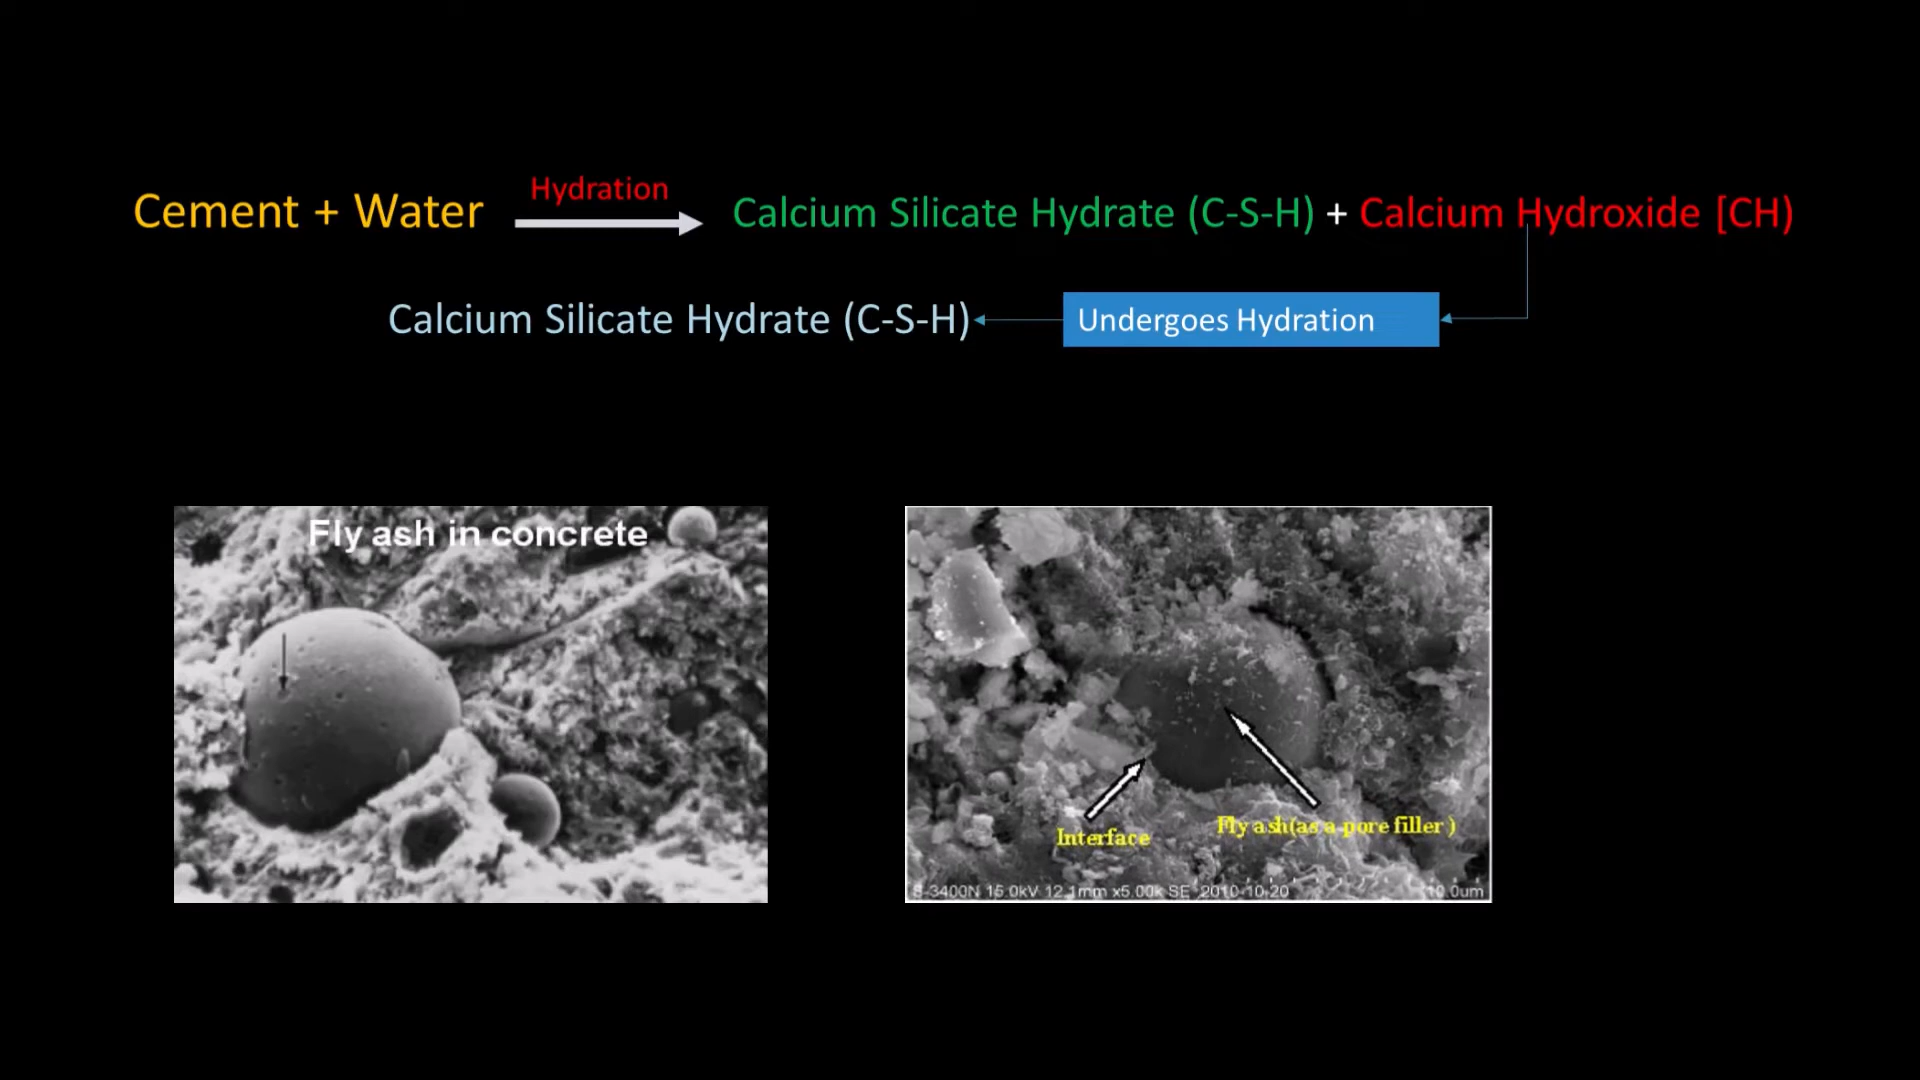 Hydration
Cement + Water
Calcium Silicate Hydrate (C-S-H) + Calcium Hydroxide [CH)
Calcium Silicate Hydrate (C-S-H)
Undergoes Hydration
Fly ash in concrete
Interface
Fly ash(as a pore filler )
S-3400N 15.0kV 12.1mm x5.00k SE 2010-10-20 10.0um